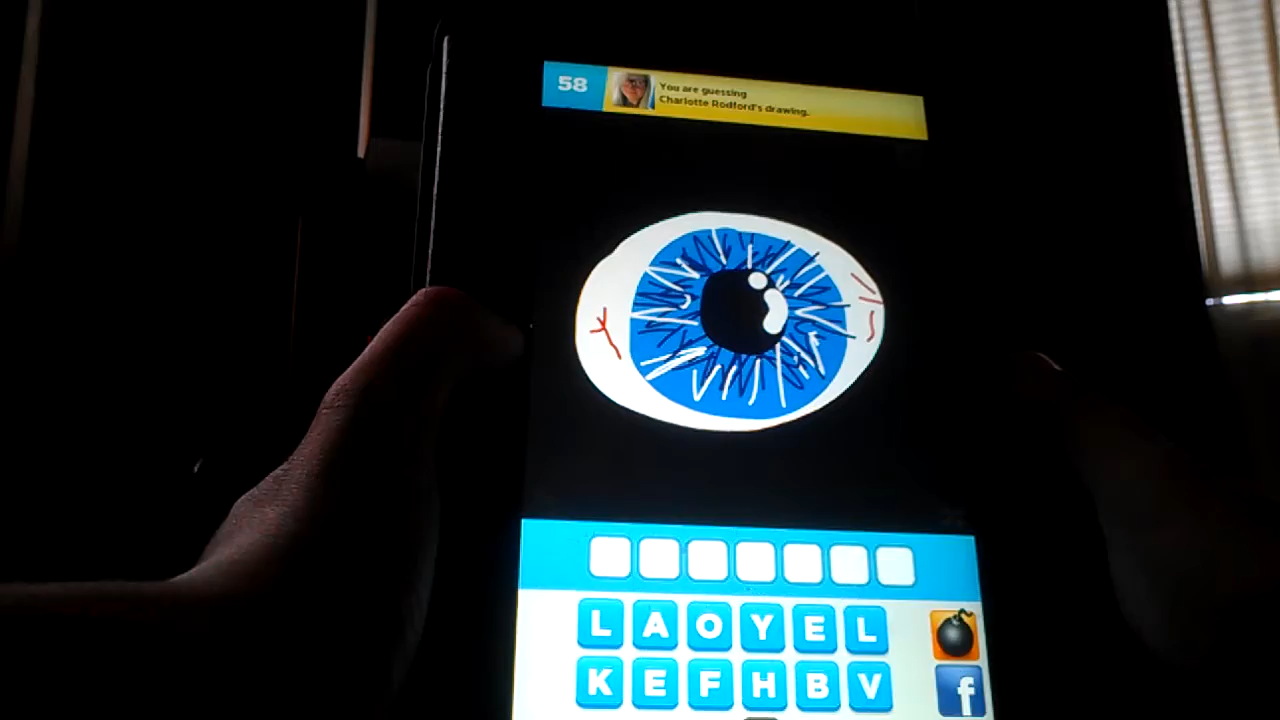 58
You are guessing
Charlotte Rodford's drawing.
L A O Y E L
K E F H B V
f